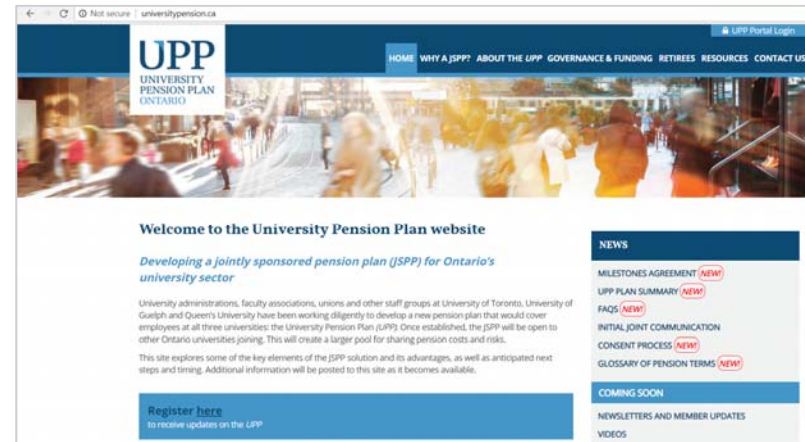 Not secure | universitypension.ca
UPP Portal Login
UPP
UNIVERSITY
PENSION PLAN
ONTARIO
HOME WHY A JSPP? ABOUT THE UPP GOVERNANCE & FUNDING RETIREES RESOURCES CONTACT US
Welcome to the University Pension Plan website
Developing a jointly sponsored pension plan (JSPP) for Ontario's
university sector
University administrations, faculty associations, unions and other staff groups at University of Toronto, University of
Guelph and Queen's University have been working diligently to develop a new pension plan that would cover
employees at all three universities: the University Pension Plan (UPP). Once established, the JSPP will be open to
other Ontario universities joining. This will create a larger pool for sharing pension costs and risks.
This site explores some of the key elements of the JSPP solution and its advantages, as well as anticipated next
steps and timing. Additional information will be posted to this site as it becomes available.
Register here
to receive updates on the UPP
NEWS
MILESTONES AGREEMENT NEW!
UPP PLAN SUMMARY NEW!
FAQS NEW!
INITIAL JOINT COMMUNICATION
CONSENT PROCESS NEW!
GLOSSARY OF PENSION TERMS NEW!
COMING SOON
NEWSLETTERS AND MEMBER UPDATES
VIDEOS